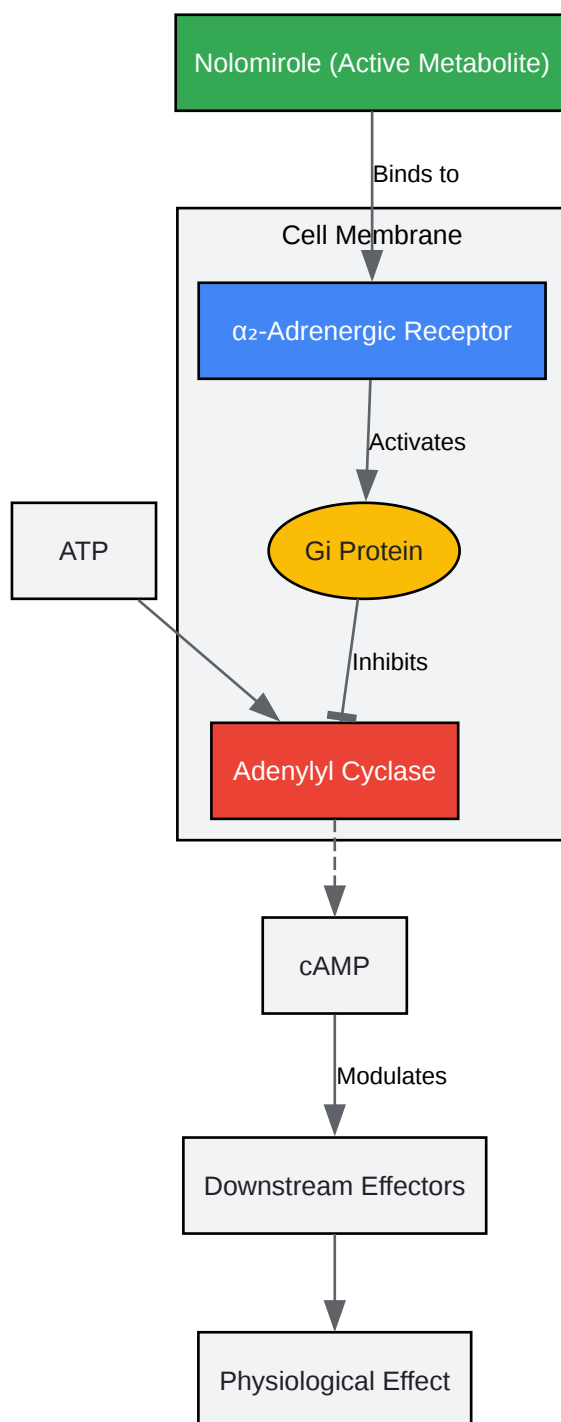 Nolomirole (Active Metabolite)
Binds to
Cell Membrane
α₂-Adrenergic Receptor
Activates
ATP
Gi Protein
Inhibits
Adenylyl Cyclase
cAMP
Modulates
Downstream Effectors
Physiological Effect